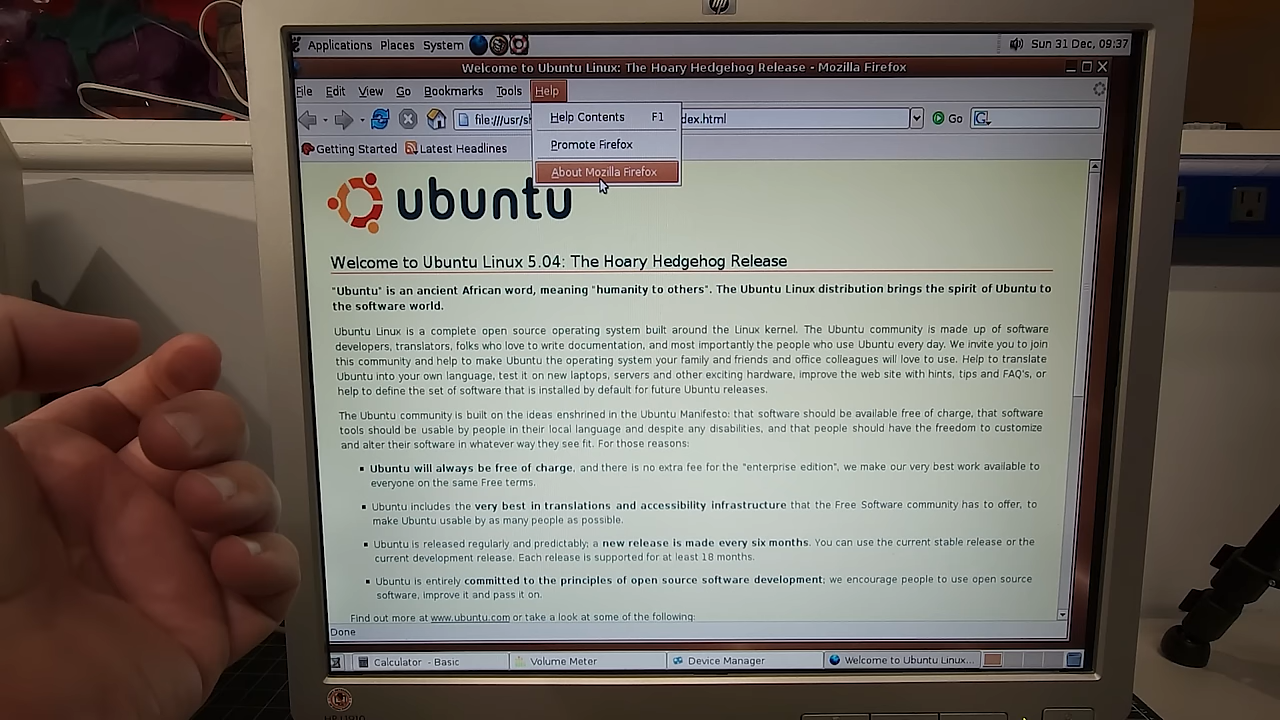 hp
Applications Places System Sun 31 Dec, 09:37
Welcome to Ubuntu Linux: The Hoary Hedgehog Release - Mozilla Firefox
File Edit View Go Bookmarks Tools Help
file:///usr/sh dex.html Go G
Help Contents F1
Promote Firefox
About Mozilla Firefox
Getting Started Latest Headlines
ubuntu
Welcome to Ubuntu Linux 5.04: The Hoary Hedgehog Release
"Ubuntu" is an ancient African word, meaning "humanity to others". The Ubuntu Linux distribution brings the spirit of Ubuntu to
the software world.
Ubuntu Linux is a complete open source operating system built around the Linux kernel. The Ubuntu community is made up of software
developers, translators, folks who love to write documentation, and most importantly the people who use Ubuntu every day. We invite you to join
this community and help to make Ubuntu the operating system your family and friends and office colleagues will love to use. Help to translate
Ubuntu into your own language, test it on new laptops, servers and other exciting hardware, improve the web site with hints, tips and FAQ's, or
help to define the set of software that is installed by default for future Ubuntu releases.
The Ubuntu community is built on the ideas enshrined in the Ubuntu Manifesto: that software should be available free of charge, that software
tools should be usable by people in their local language and despite any disabilities, and that people should have the freedom to customize
and alter their software in whatever way they see fit. For those reasons:
Ubuntu will always be free of charge, and there is no extra fee for the "enterprise edition", we make our very best work available to
everyone on the same Free terms.
Ubuntu includes the very best in translations and accessibility infrastructure that the Free Software community has to offer, to
make Ubuntu usable by as many people as possible.
Ubuntu is released regularly and predictably; a new release is made every six months. You can use the current stable release or the
current development release. Each release is supported for at least 18 months.
Ubuntu is entirely committed to the principles of open source software development; we encourage people to use open source
software, improve it and pass it on.
Find out more at www.ubuntu.com or take a look at some of the following:
Done
Calculator - Basic Volume Meter Device Manager Welcome to Ubuntu Linux...